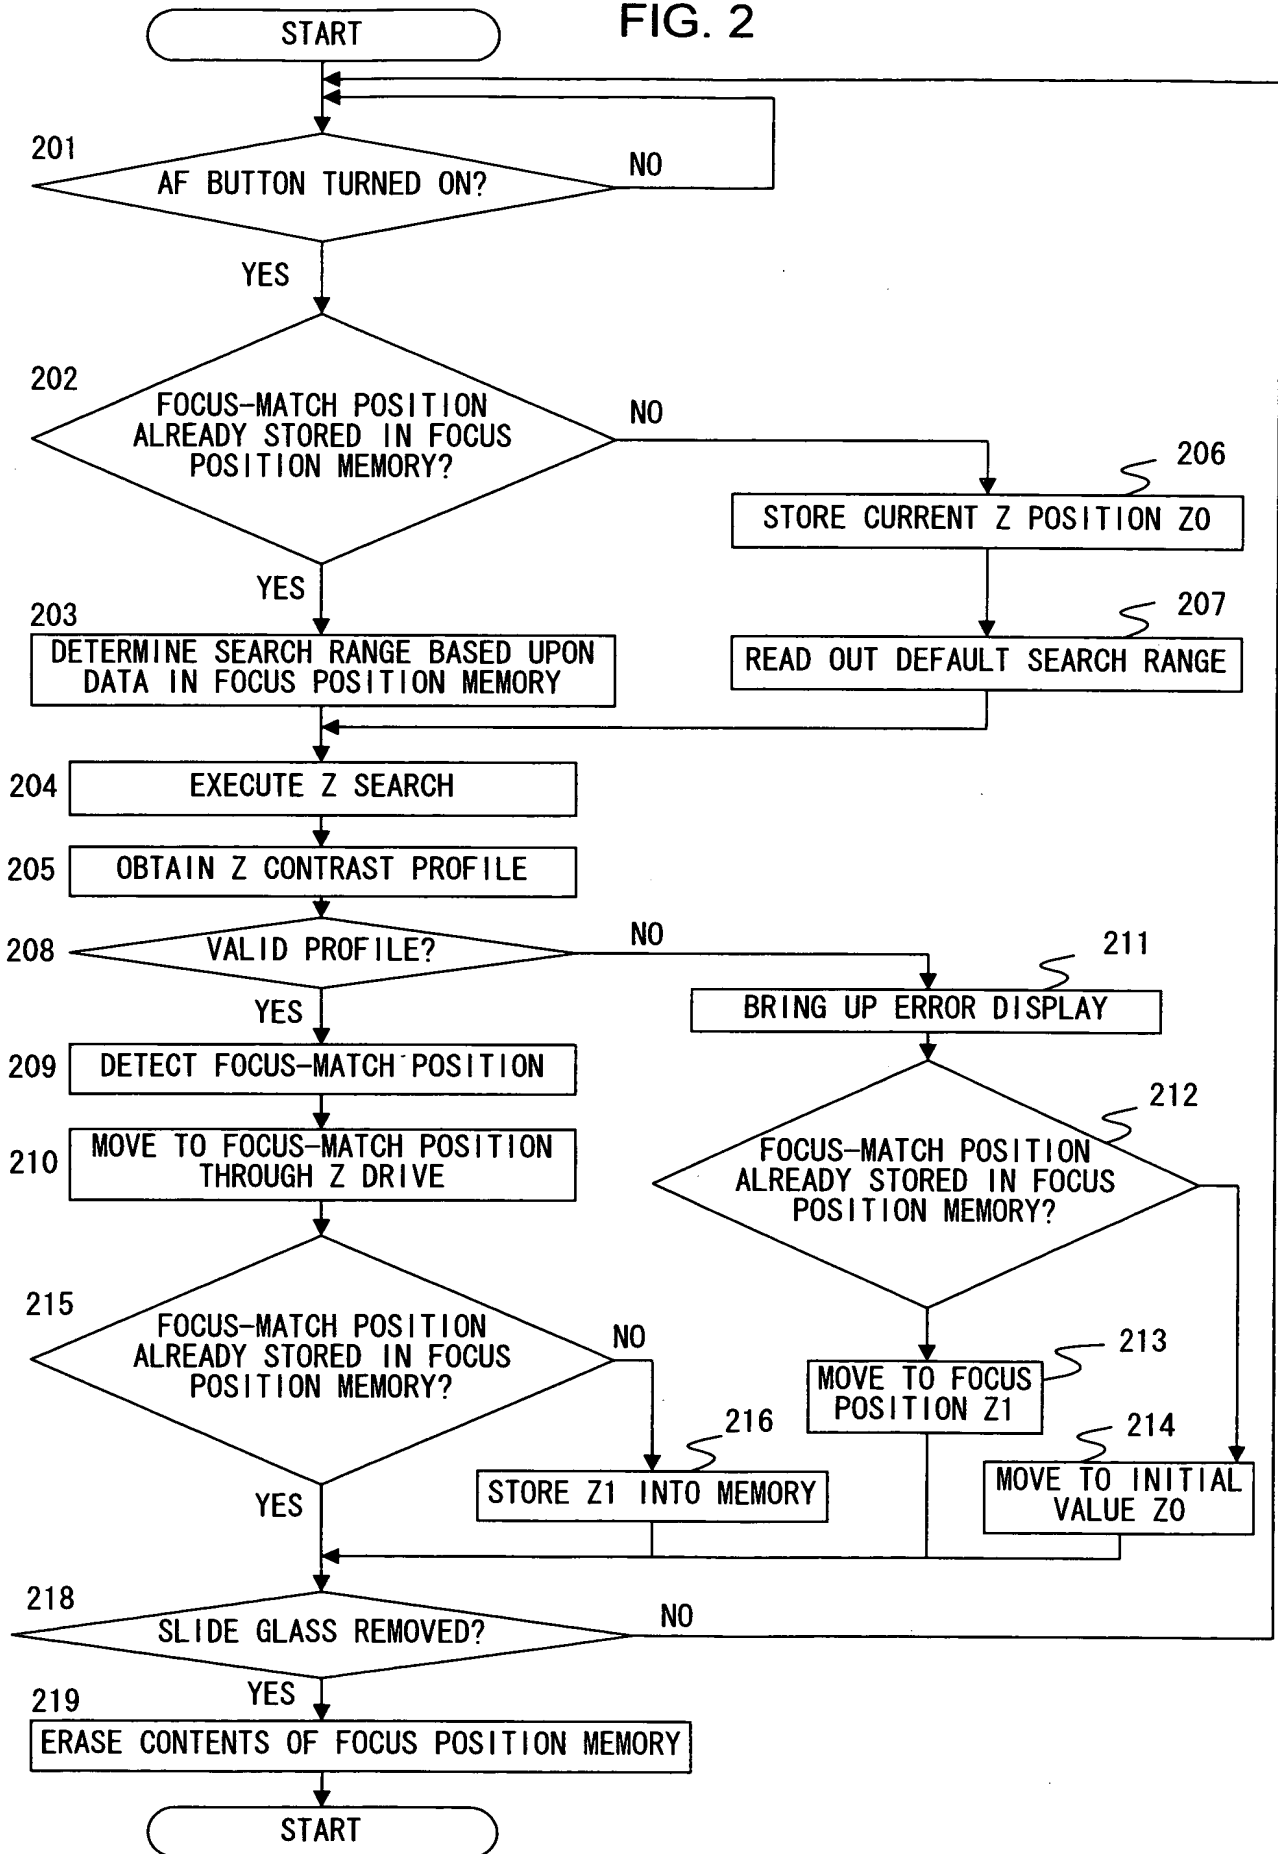 FIG. 2
START
201
AF BUTTON TURNED ON?
NO
YES
202
FOCUS-MATCH POSITION
ALREADY STORED IN FOCUS
POSITION MEMORY?
NO
206
STORE CURRENT Z POSITION Z0
YES
207
READ OUT DEFAULT SEARCH RANGE
203
DETERMINE SEARCH RANGE BASED UPON
DATA IN FOCUS POSITION MEMORY
204
EXECUTE Z SEARCH
205
OBTAIN Z CONTRAST PROFILE
208
VALID PROFILE?
NO
211
BRING UP ERROR DISPLAY
YES
209
DETECT FOCUS-MATCH POSITION
212
FOCUS-MATCH POSITION
ALREADY STORED IN FOCUS
POSITION MEMORY?
210
MOVE TO FOCUS-MATCH POSITION
THROUGH Z DRIVE
215
FOCUS-MATCH POSITION
ALREADY STORED IN FOCUS
POSITION MEMORY?
NO
213
MOVE TO FOCUS
POSITION Z1
216
STORE Z1 INTO MEMORY
214
MOVE TO INITIAL
VALUE Z0
YES
218
SLIDE GLASS REMOVED?
NO
YES
219
ERASE CONTENTS OF FOCUS POSITION MEMORY
START